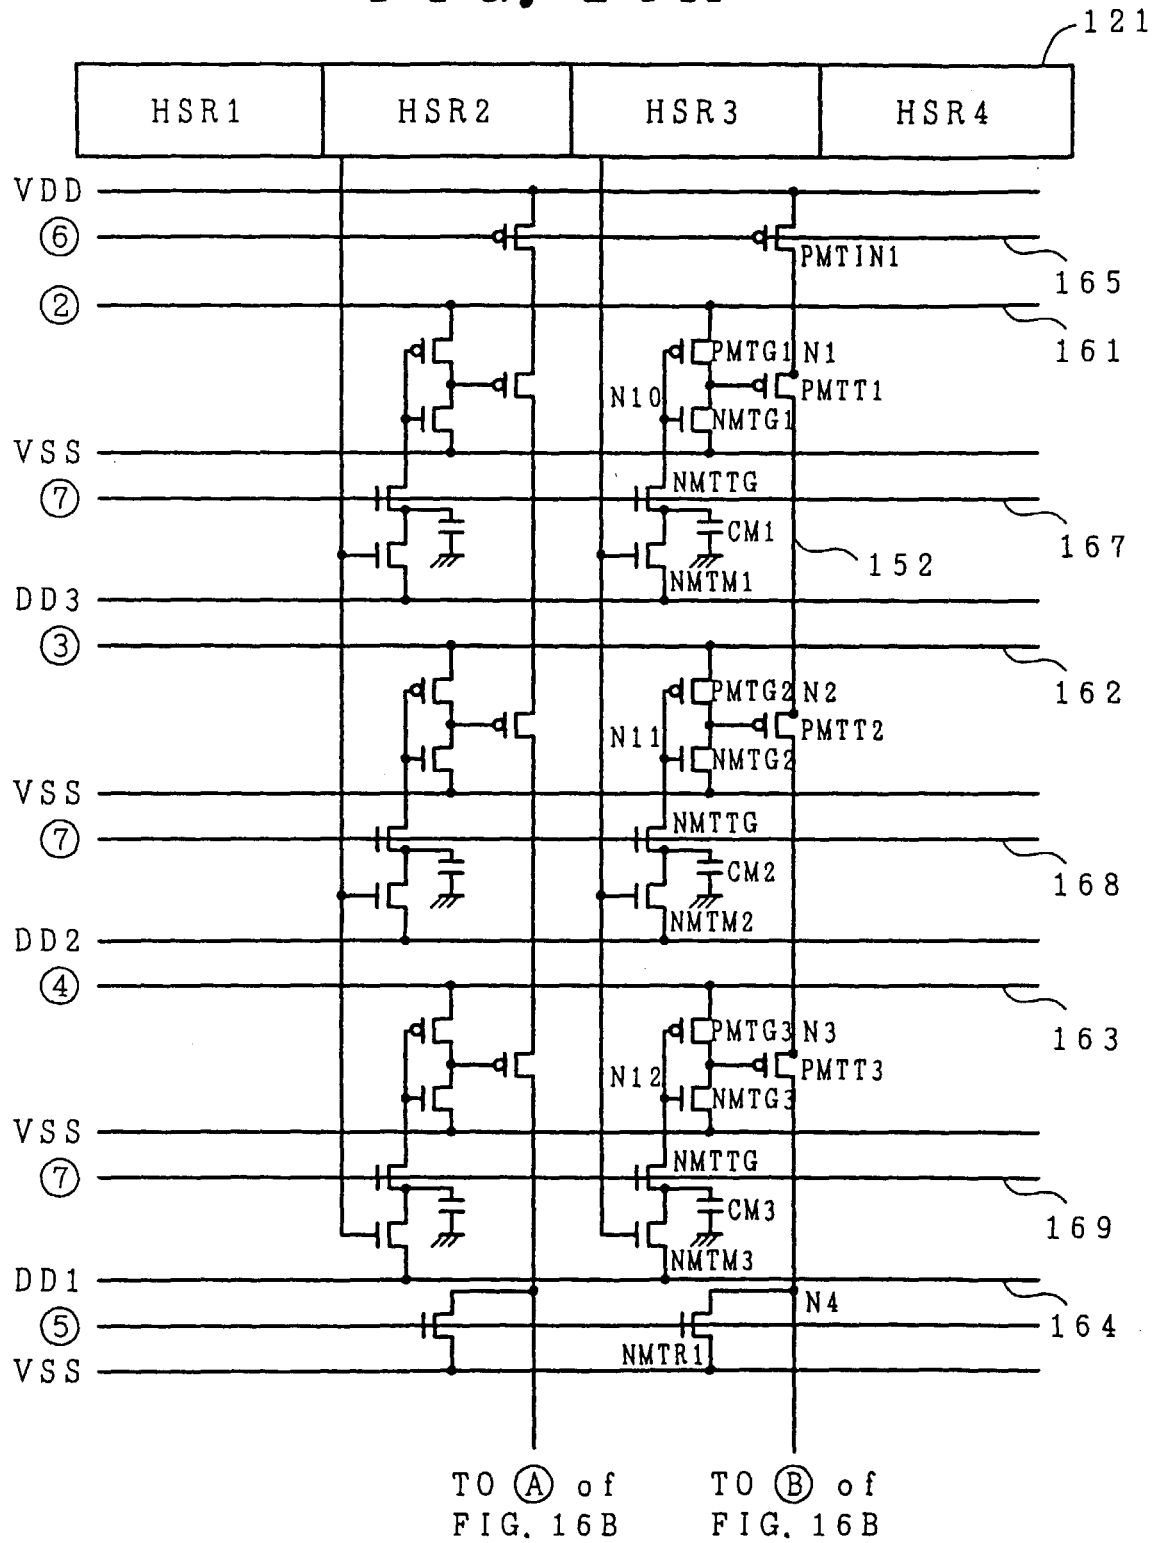 121
HSR1 HSR2 HSR3 HSR4
VDD
⑥
PMTIN1
165
②
161
PMTG1 N1
PMTT1
N10
NMTG1
VSS
⑦
NMTTG
CM1
167
152
NMTM1
DD3
③
162
PMTG2 N2
PMTT2
N11
NMTG2
VSS
⑦
NMTTG
CM2
168
NMTM2
DD2
④
163
PMTG3 N3
PMTT3
N12
NMTG3
VSS
⑦
NMTTG
CM3
169
NMTM3
DD1
N4
164
⑤
NMTR1
VSS
TO Ⓐ of
FIG. 16B
TO Ⓑ of
FIG. 16B